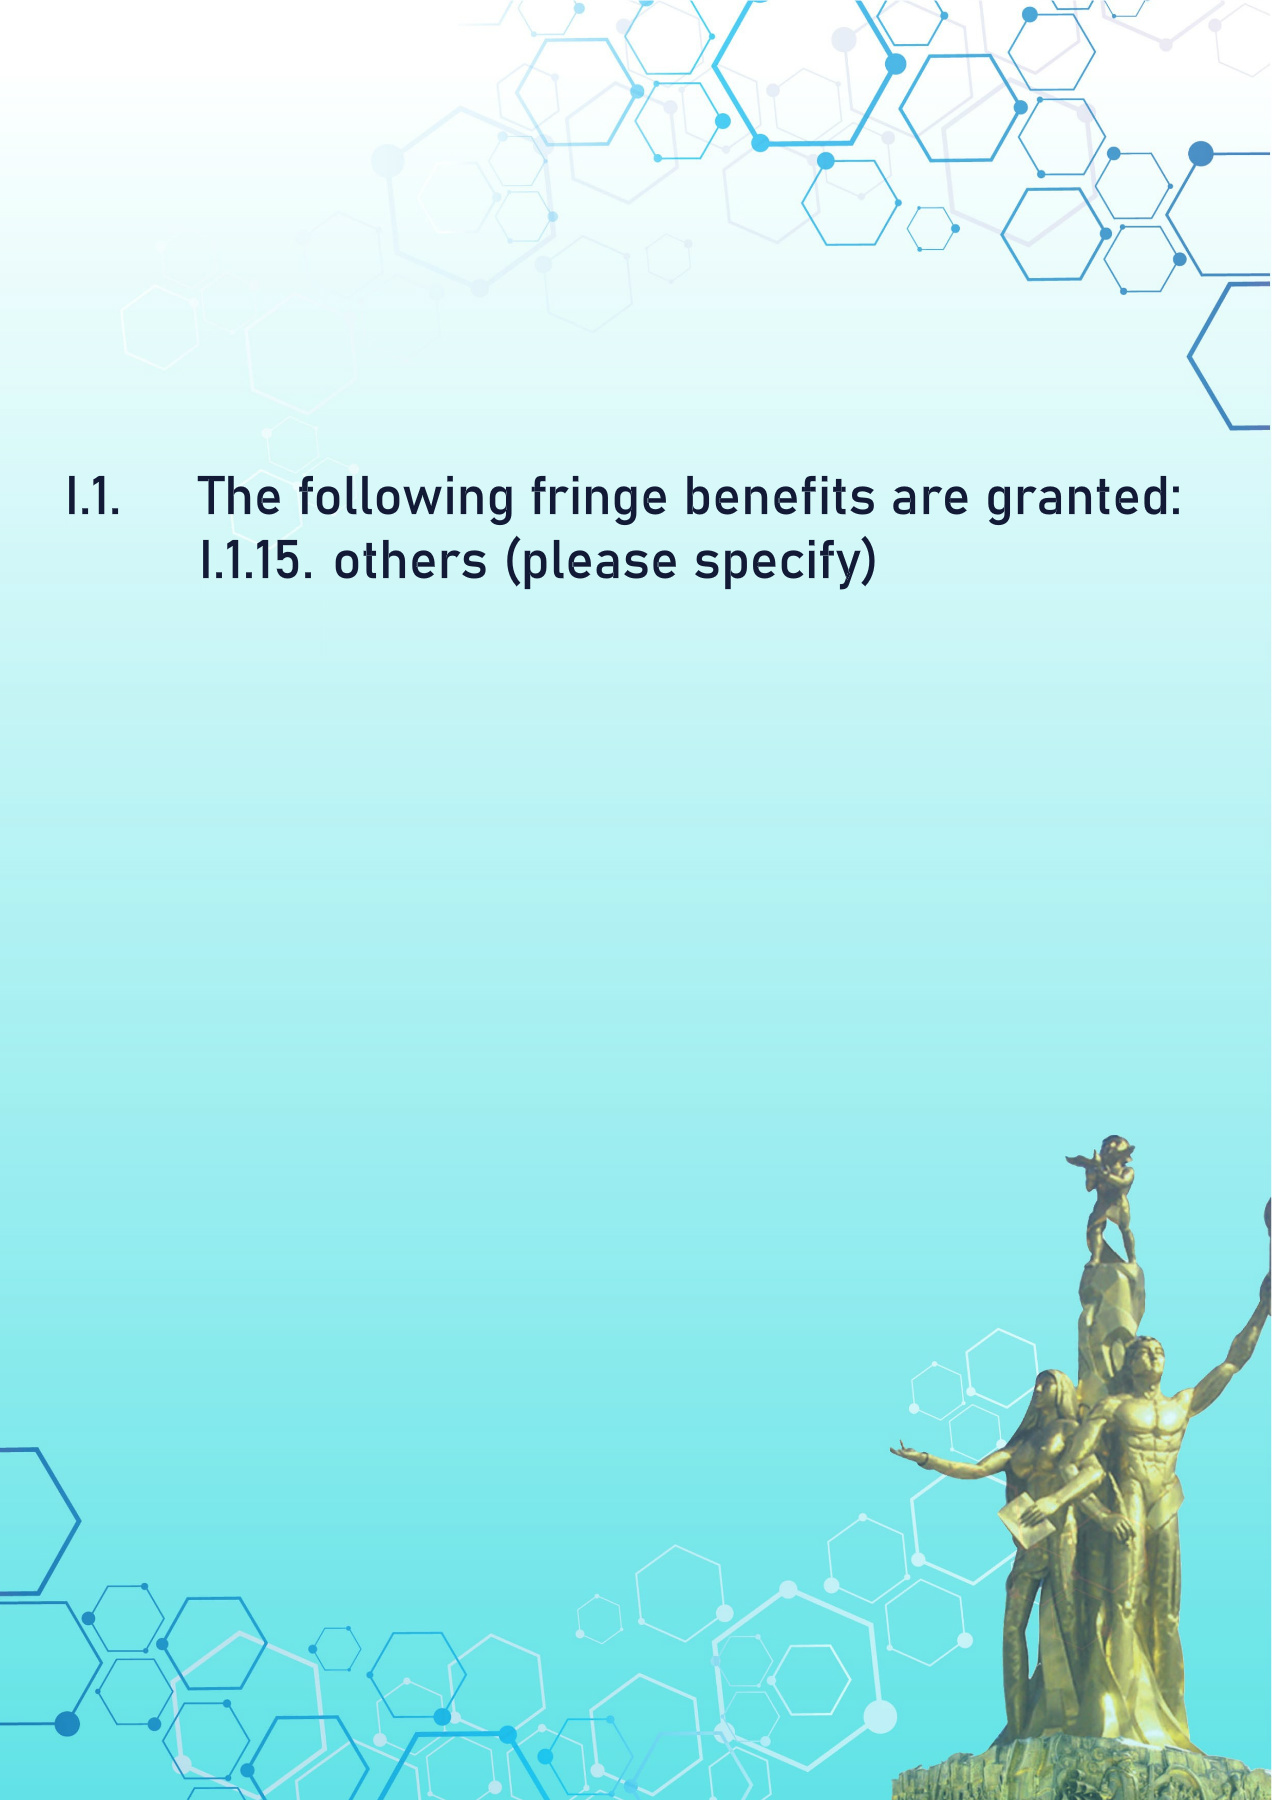 I.1. The following fringe benefits are granted:
I.1.15. others (please specify)